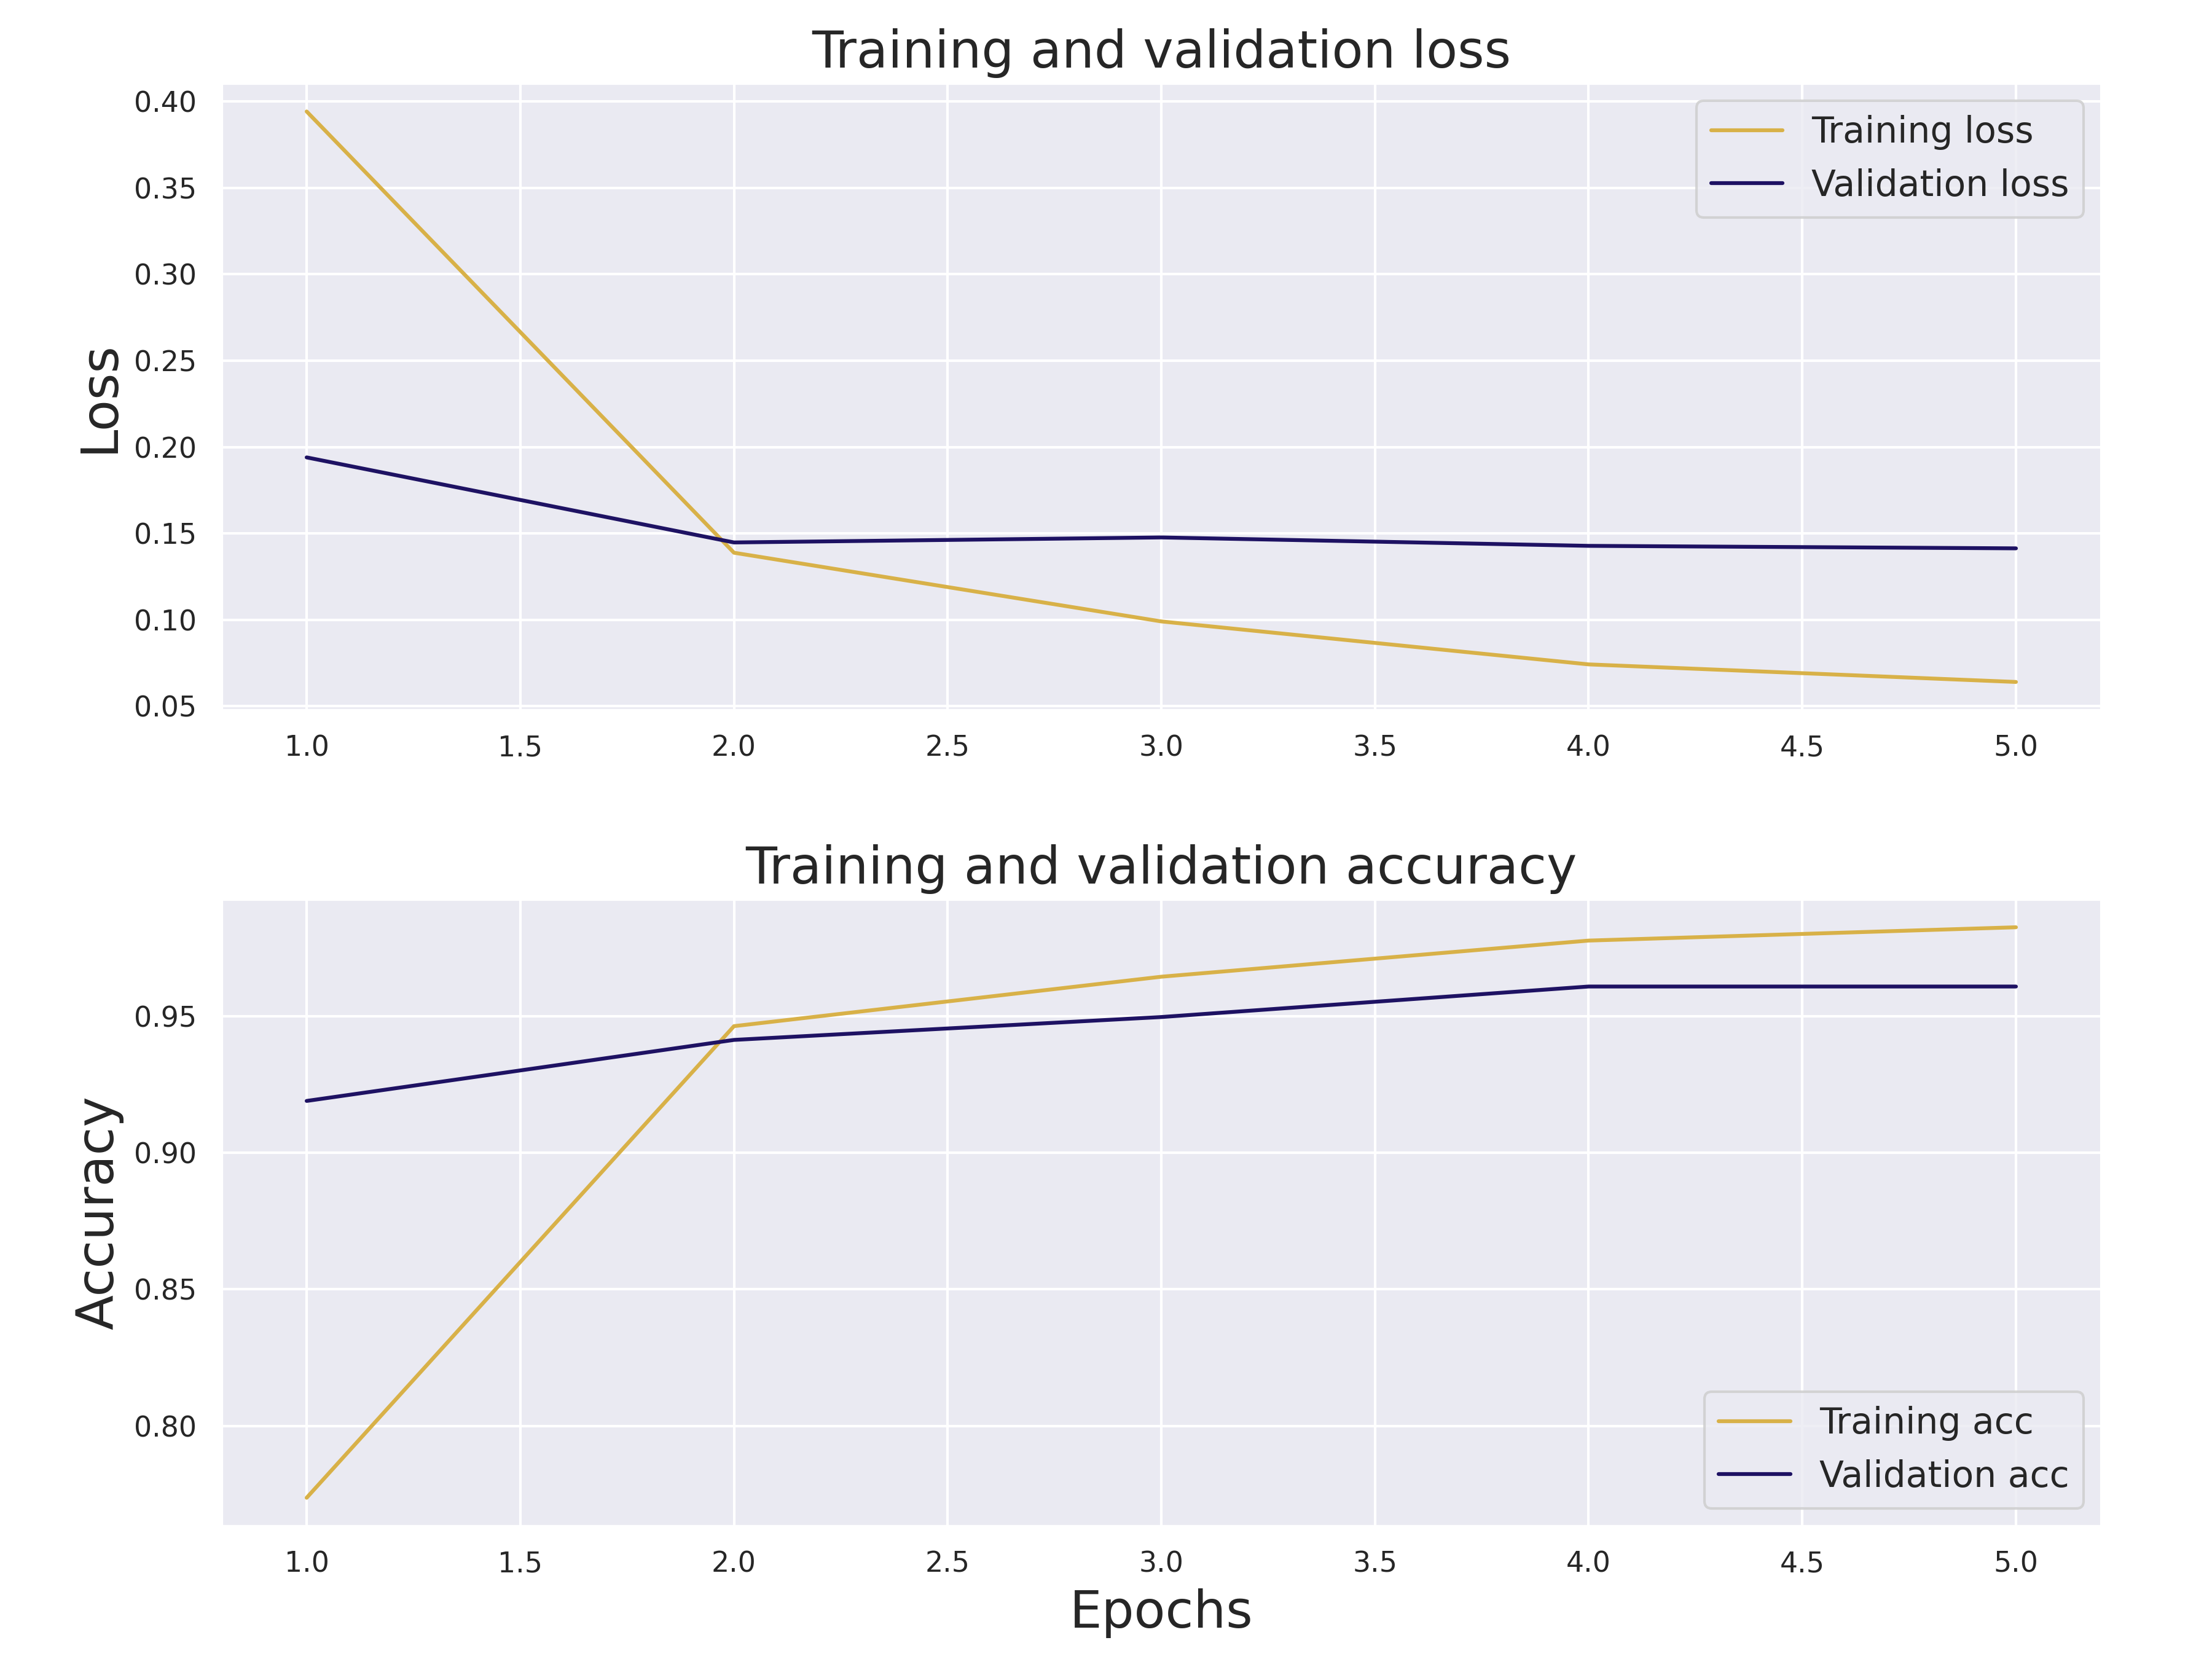 Training and validation loss
0.40
0.35
0.30
0.25
0.20
0.15
0.10
0.05
Loss
Training loss
Validation loss
1.0 1.5 2.0 2.5 3.0 3.5 4.0 4.5 5.0
Training and validation accuracy
0.95
0.90
0.85
0.80
Accuracy
Training acc
Validation acc
1.0 1.5 2.0 2.5 3.0 3.5 4.0 4.5 5.0
Epochs